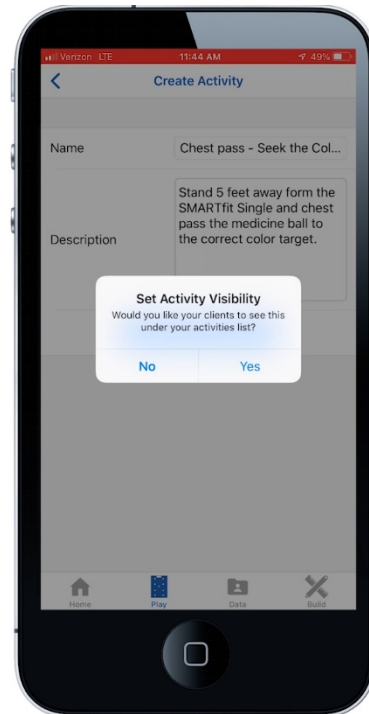 Verizon LTE 11:44 AM 49%
Create Activity
Name Chest pass - Seek the Col...
Stand 5 feet away form the
SMARTfit Single and chest
pass the medicine ball to
Description the correct color target.
Set Activity Visibility
Would you like your clients to see this
under your activities list?
No Yes
Home Play Data Build